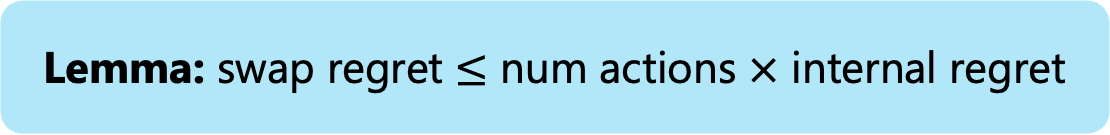 Lemma: swap regret ≤ num actions × internal regret